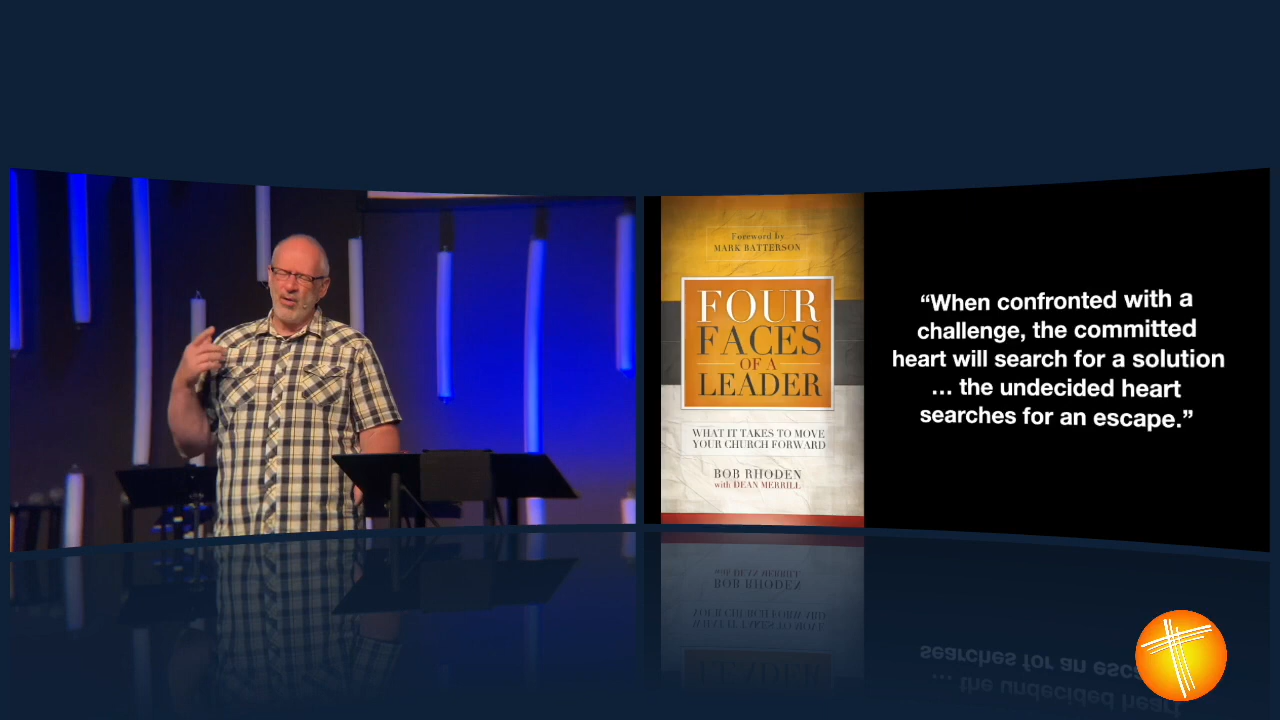 Foreword by
MARK BATTERSON
FOUR
FACES
OF A
LEADER
WHAT IT TAKES TO MOVE
YOUR CHURCH FORWARD
BOB RHODEN
with DEAN MERRILL
“When confronted with a
challenge, the committed
heart will search for a solution
… the undecided heart
searches for an escape.”